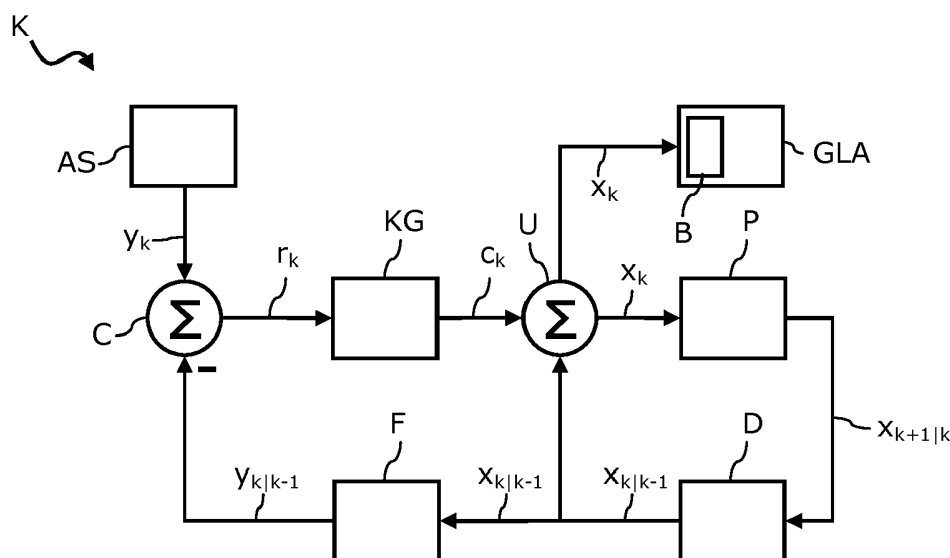 K
AS
GLA
x_k
B
y_k
KG
U
P
r_k
c_k
x_k
C
Σ
Σ
-
x_{k+1|k}
F
D
y_{k|k-1}
x_{k|k-1}
x_{k|k-1}